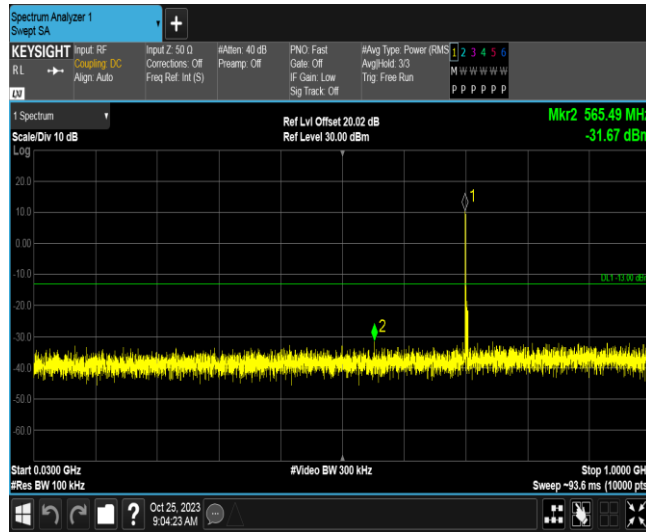 Spectrum Analyzer 1
Swept SA
KEYSIGHT Input: RF Input Z: 50 Ω #Atten: 40 dB PNO: Fast #Avg Type: Power (RMS 1 2 3 4 5 6
RL Coupling: DC Corrections: Off Preamp: Off Gate: Off Avg|Hold: 3/3 M W W W W W
Align: Auto Freq Ref: Int (S) IF Gain: Low Trig: Free Run
Sig Track: Off P P P P P P
LXI
1 Spectrum
Ref Lvl Offset 20.02 dB Mkr2 565.49 MHz
Scale/Div 10 dB Ref Level 30.00 dBm -31.67 dBm
Log
20.0
1
10.0
0.00
-10.0
DL1 -13.00 dBm
-20.0
2
-30.0
-40.0
-50.0
-60.0
Start 0.0300 GHz #Video BW 300 kHz Stop 1.0000 GHz
#Res BW 100 kHz Sweep ~93.6 ms (10000 pts)
? Oct 25, 2023
9:04:23 AM